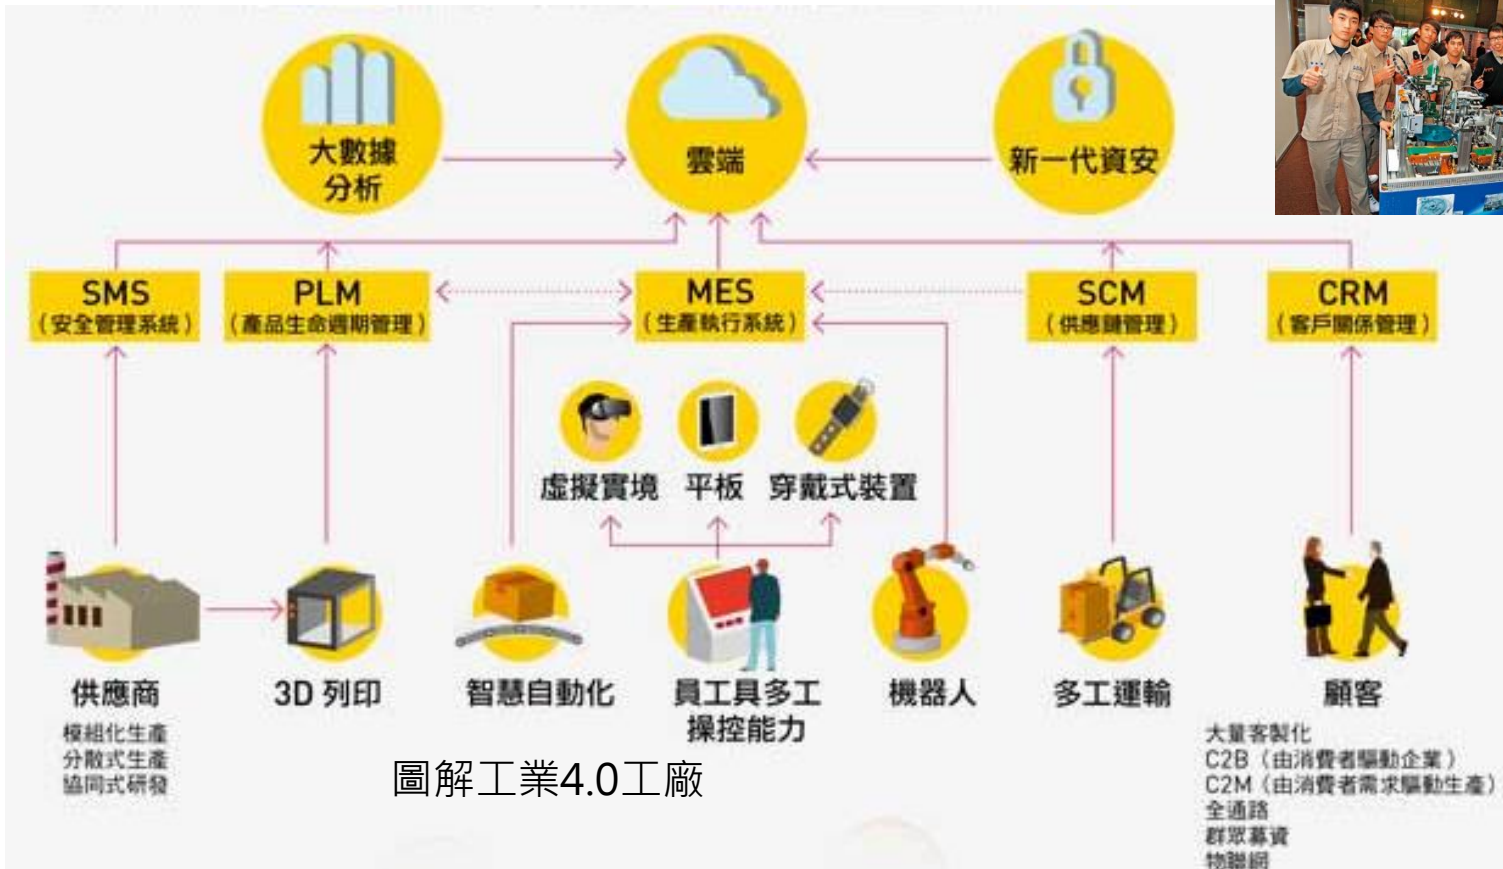 大數據
分析
雲端
新一代資安
SMS
（安全管理系統）
PLM
（產品生命週期管理）
MES
（生產執行系統）
SCM
（供應鏈管理）
CRM
（客戶關係管理）
虛擬實境
平板
穿戴式裝置
供應商
模組化生產
分散式生產
協同式研發
3D 列印
智慧自動化
員工具多工
操控能力
機器人
多工運輸
顧客
大量客製化
C2B（由消費者驅動企業）
C2M（由消費者需求驅動生產）
全通路
群眾募資
物聯網
圖解工業4.0工廠